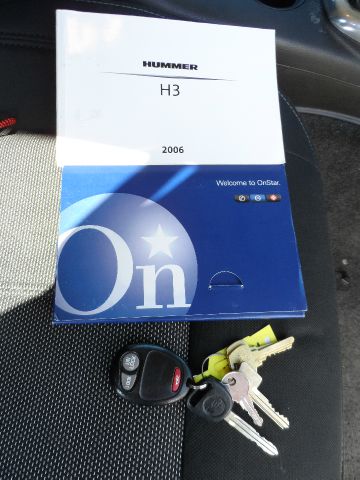 HUMMER
H3
2006
Welcome to OnStar.
On